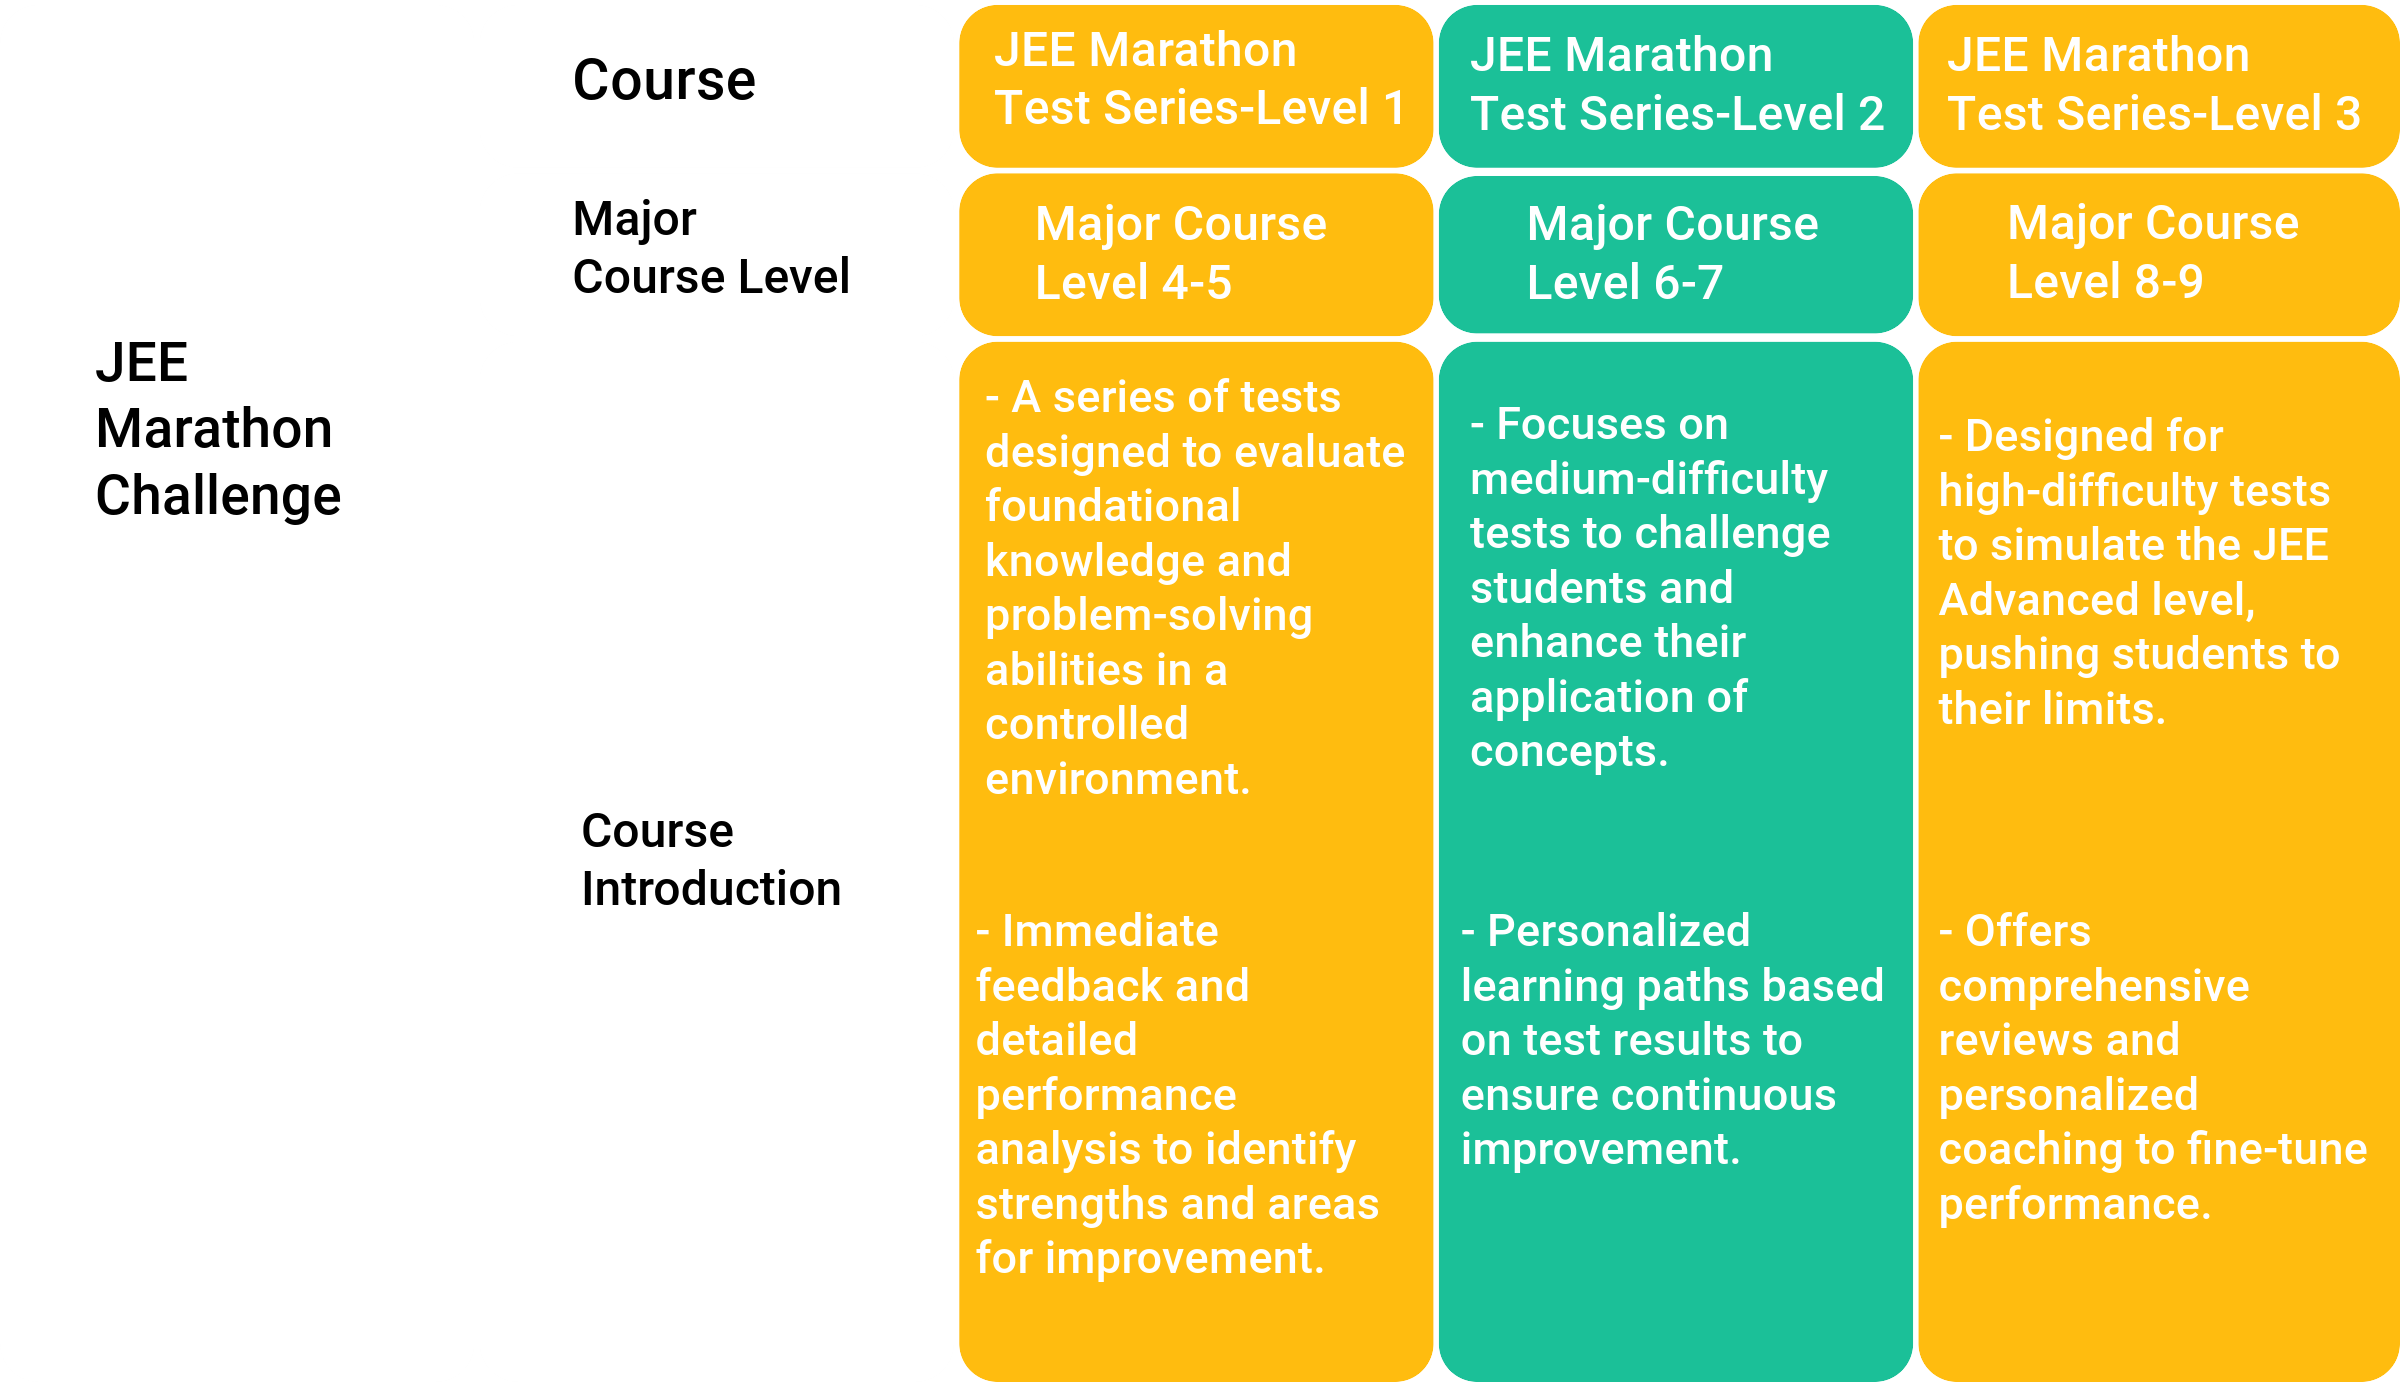 JEE
Marathon
Challenge
Course
JEE Marathon
Test Series-Level 1
JEE Marathon
Test Series-Level 2
JEE Marathon
Test Series-Level 3
Major
Course Level
Major Course
Level 4-5
Major Course
Level 6-7
Major Course
Level 8-9
Course
Introduction
- A series of tests
designed to evaluate
foundational
knowledge and
problem-solving
abilities in a
controlled
environment.
- Immediate
feedback and
detailed
performance
analysis to identify
strengths and areas
for improvement.
- Focuses on
medium-difficulty
tests to challenge
students and
enhance their
application of
concepts.
- Personalized
learning paths based
on test results to
ensure continuous
improvement.
- Designed for
high-difficulty tests
to simulate the JEE
Advanced level,
pushing students to
their limits.
- Offers
comprehensive
reviews and
personalized
coaching to fine-tune
performance.